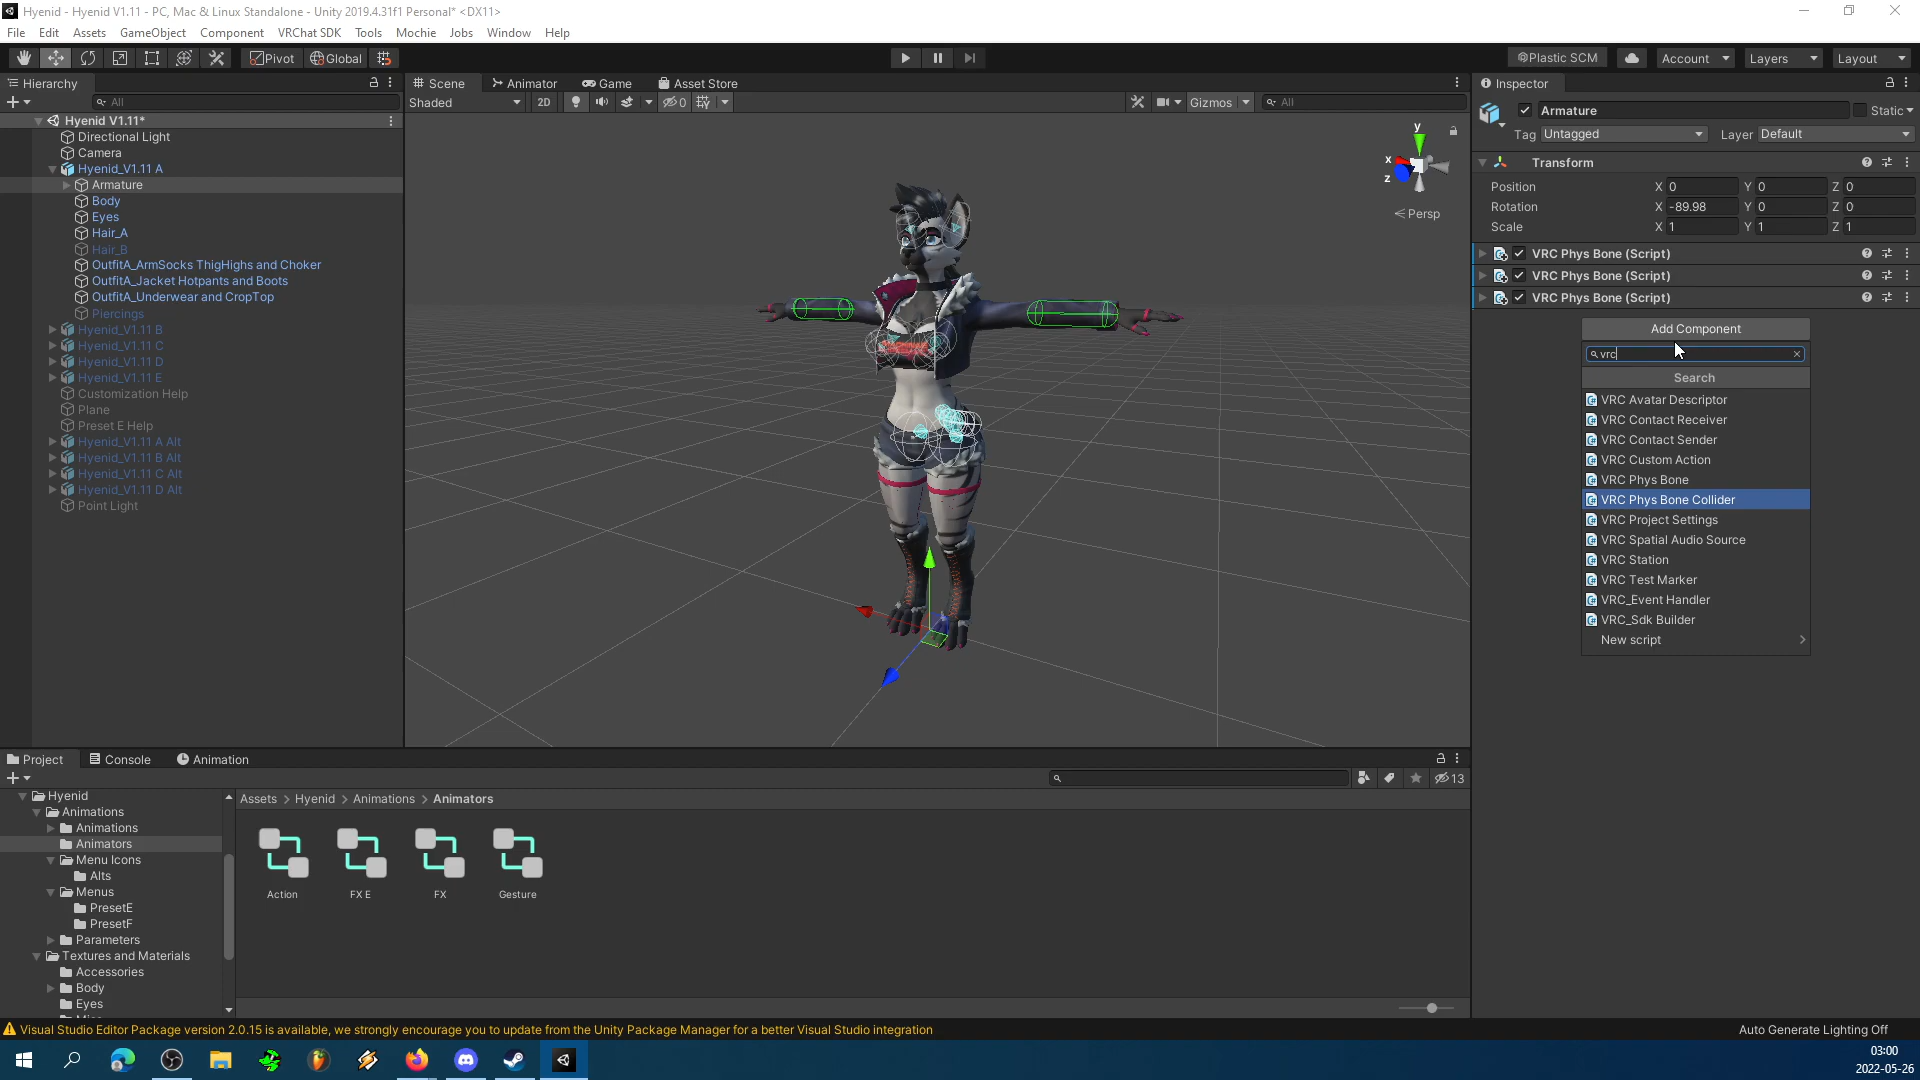 Hyenid - Hyenid V1.11 - PC, Mac & Linux Standalone - Unity 2019.4.31f1 Personal* <DX11>
File Edit Assets GameObject Component VRChat SDK Tools Mochie Jobs Window Help
Pivot Global Plastic SCM Account Layers Layout
Hierarchy
All
Hyenid V1.11*
Directional Light
Camera
Hyenid_V1.11 A
Armature
Body
Eyes
Hair_A
Hair_B
OutfitA_ArmSocks ThigHighs and Choker
OutfitA_Jacket Hotpants and Boots
OutfitA_Underwear and CropTop
Piercings
Hyenid_V1.11 B
Hyenid_V1.11 C
Hyenid_V1.11 D
Hyenid_V1.11 E
Customization Help
Plane
Preset E Help
Hyenid_V1.11 A Alt
Hyenid_V1.11 B Alt
Hyenid_V1.11 C Alt
Hyenid_V1.11 D Alt
Point Light
Scene Animator Game Asset Store
Shaded 2D 0 Gizmos All
y
x
z
Persp
Inspector
Armature Static
Tag Untagged Layer Default
Transform
Position X 0 Y 0 Z 0
Rotation X -89.98 Y 0 Z 0
Scale X 1 Y 1 Z 1
VRC Phys Bone (Script)
VRC Phys Bone (Script)
VRC Phys Bone (Script)
Add Component
vrc
Search
VRC Avatar Descriptor
VRC Contact Receiver
VRC Contact Sender
VRC Custom Action
VRC Phys Bone
VRC Phys Bone Collider
VRC Project Settings
VRC Spatial Audio Source
VRC Station
VRC Test Marker
VRC_Event Handler
VRC_Sdk Builder
New script
Project Console Animation
13
Hyenid
Animations
Animations
Animators
Menu Icons
Alts
Menus
PresetE
PresetF
Parameters
Textures and Materials
Accessories
Body
Eyes
Assets > Hyenid > Animations > Animators
Action FX E FX Gesture
Visual Studio Editor Package version 2.0.15 is available, we strongly encourage you to update from the Unity Package Manager for a better Visual Studio integration
Auto Generate Lighting Off
03:00
2022-05-26